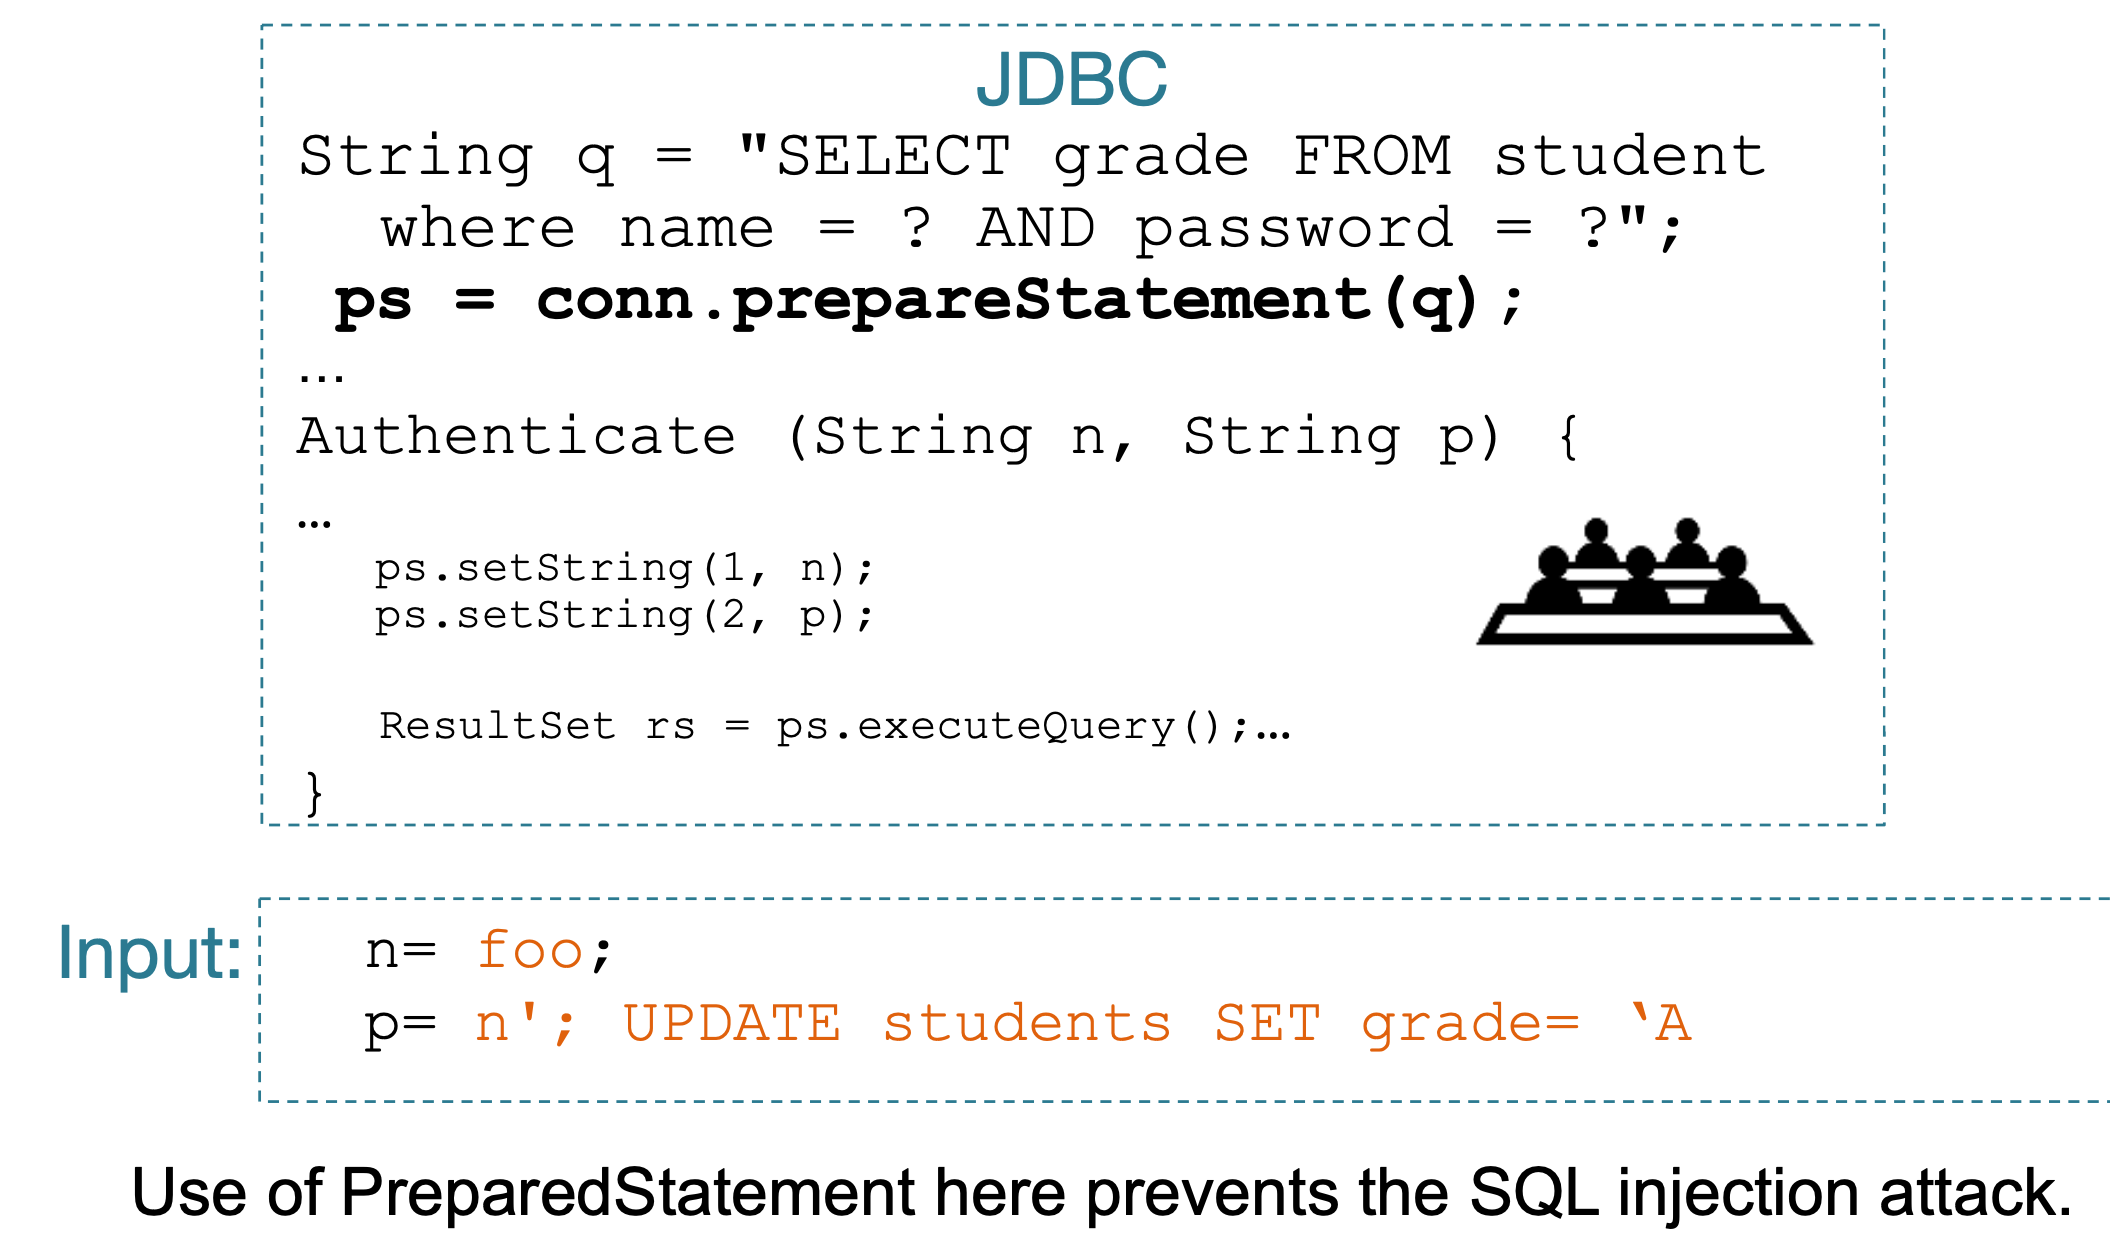 JDBC
String q = "SELECT grade FROM student
where name = ? AND password = ?";
ps = conn.prepareStatement(q);
...
Authenticate (String n, String p) {
…
ps.setString(1, n);
ps.setString(2, p);
ResultSet rs = ps.executeQuery();…
}
Input:
n= foo;
p= n'; UPDATE students SET grade= ‛A
Use of PreparedStatement here prevents the SQL injection attack.